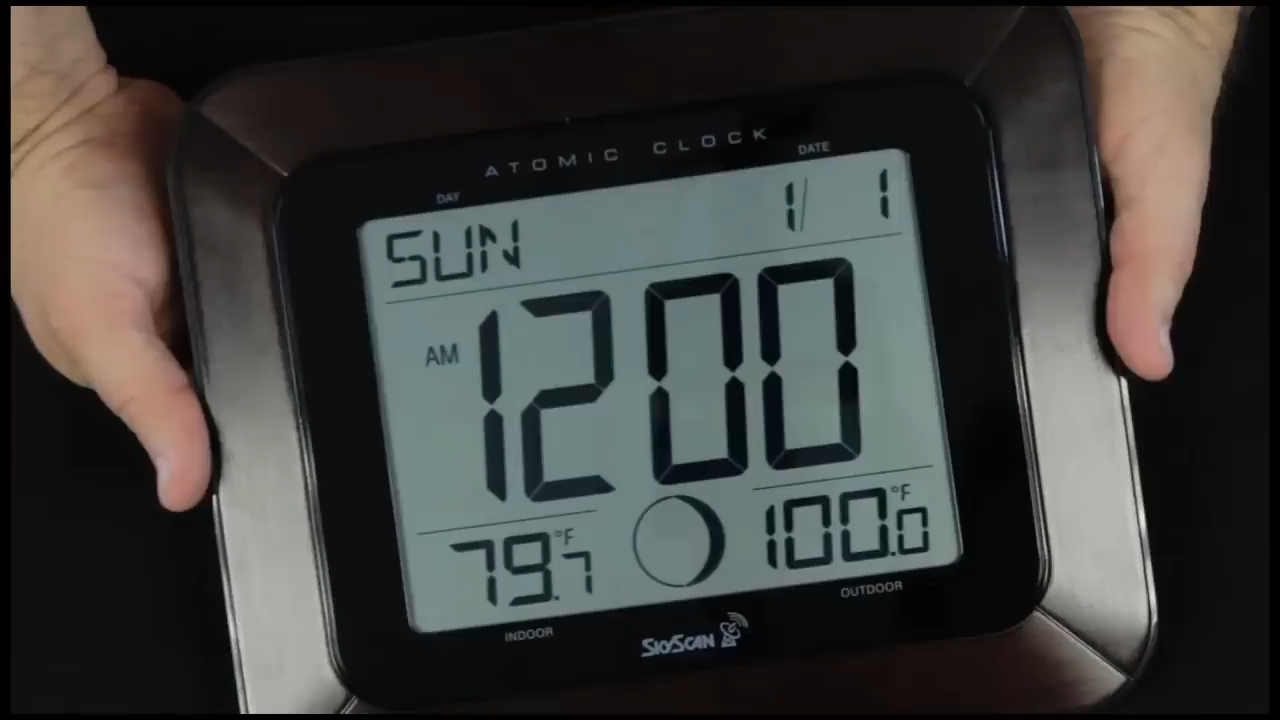 ATOMIC CLOCK
DAY DATE
SUN 1/ 1
AM 1200
79.7 °F 100.0 °F
INDOOR OUTDOOR
SKYSCAN